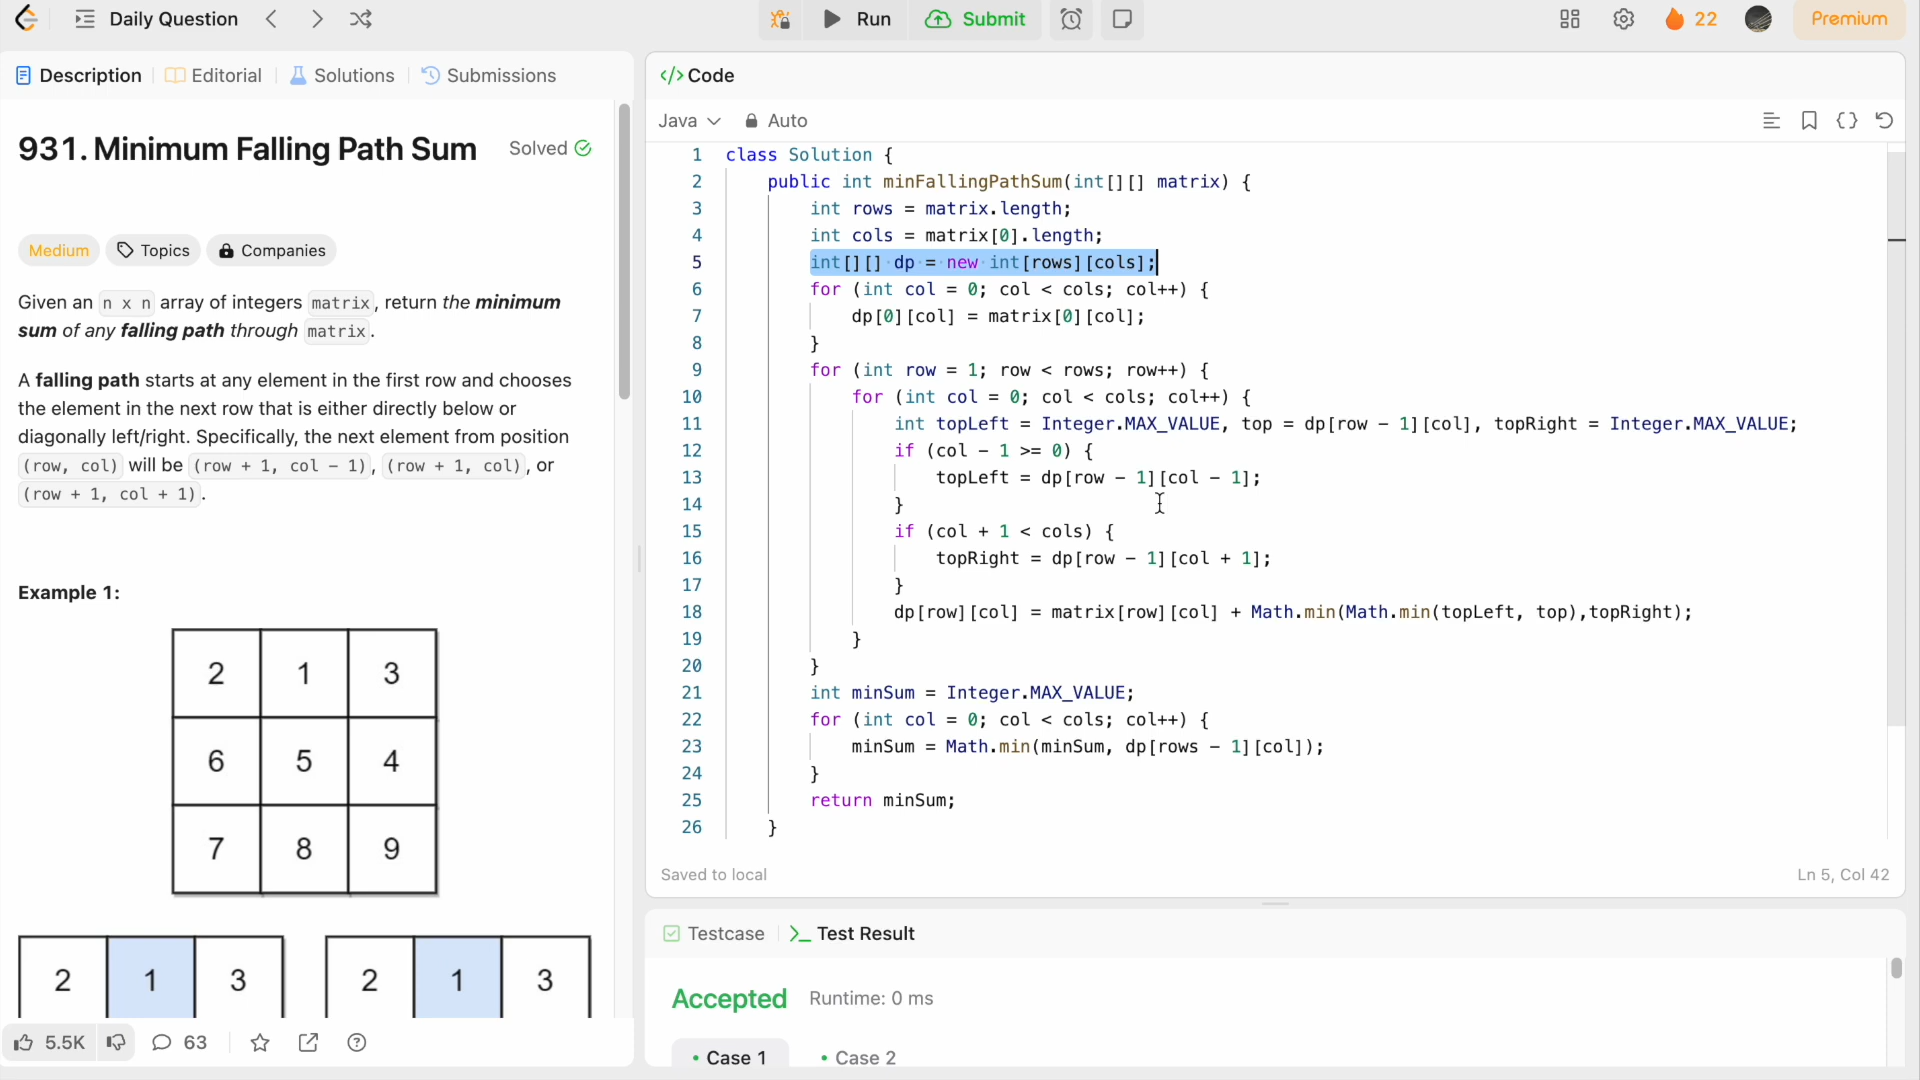 Daily Question
Run
Submit
22
Premium
Description
Editorial
Solutions
Submissions
931. Minimum Falling Path Sum
Solved
Medium
Topics
Companies
Given an n x n array of integers matrix, return the minimum
sum of any falling path through matrix.
A falling path starts at any element in the first row and chooses
the element in the next row that is either directly below or
diagonally left/right. Specifically, the next element from position
(row, col) will be (row + 1, col - 1), (row + 1, col), or
(row + 1, col + 1).
Example 1:
2 1 3
6 5 4
7 8 9
2 1 3
2 1 3
5.5K
63
</> Code
Java
Auto
1 class Solution {
2 public int minFallingPathSum(int[][] matrix) {
3 int rows = matrix.length;
4 int cols = matrix[0].length;
5 int[][] dp = new int[rows][cols];
6 for (int col = 0; col < cols; col++) {
7 dp[0][col] = matrix[0][col];
8 }
9 for (int row = 1; row < rows; row++) {
10 for (int col = 0; col < cols; col++) {
11 int topLeft = Integer.MAX_VALUE, top = dp[row - 1][col], topRight = Integer.MAX_VALUE;
12 if (col - 1 >= 0) {
13 topLeft = dp[row - 1][col - 1];
14 }
15 if (col + 1 < cols) {
16 topRight = dp[row - 1][col + 1];
17 }
18 dp[row][col] = matrix[row][col] + Math.min(Math.min(topLeft, top),topRight);
19 }
20 }
21 int minSum = Integer.MAX_VALUE;
22 for (int col = 0; col < cols; col++) {
23 minSum = Math.min(minSum, dp[rows - 1][col]);
24 }
25 return minSum;
26 }
Saved to local
Ln 5, Col 42
Testcase
Test Result
Accepted
Runtime: 0 ms
• Case 1
• Case 2